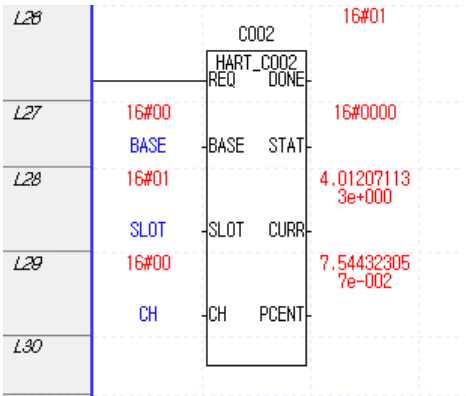 L26
16#01
C002
HART_C002
REQ DONE
L27 16#00 16#0000
BASE BASE STAT
L28 16#01 4.01207113
3e+000
SLOT SLOT CURR
L29 16#00 7.54432305
7e-002
CH CH PCENT
L30